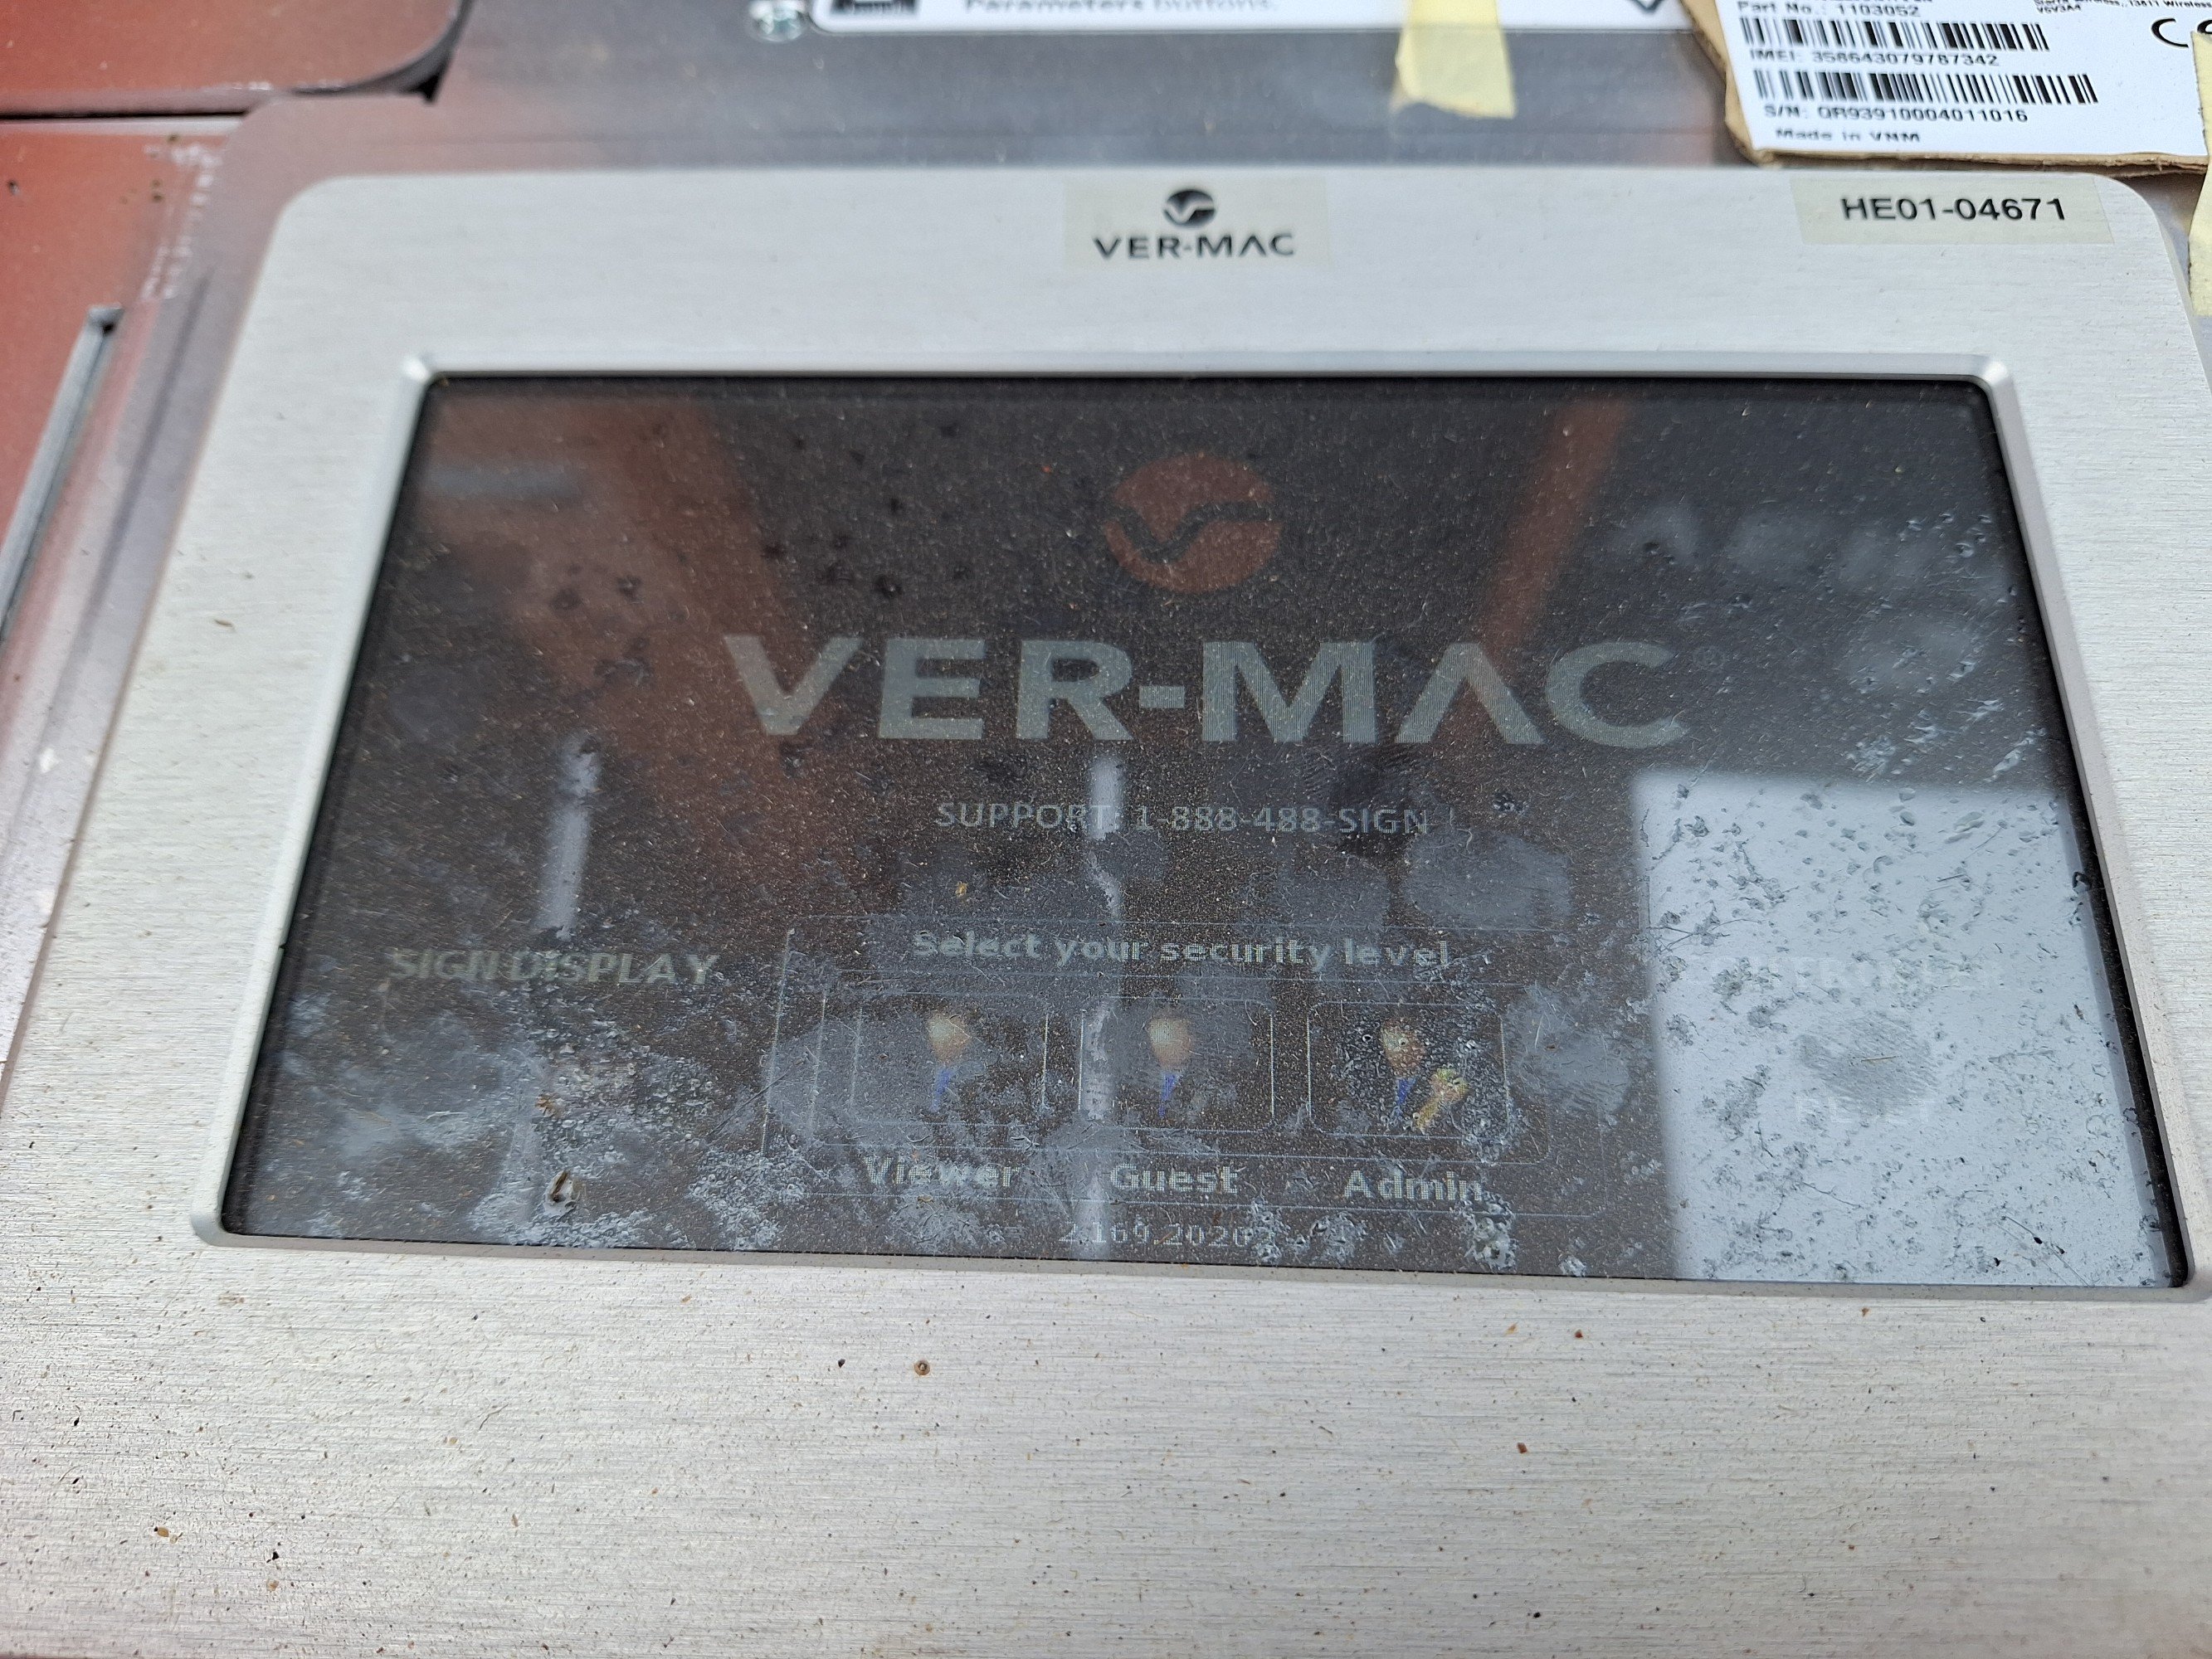 Parameters buttons.
Part No.: 1103052
IMEI: 358643079787342
S/N: QR93910004011016
Made in VNM
VER-MAC
HE01-04671
VER-MAC®
SUPPORT: 1-888-488-SIGN
SIGN DISPLAY
Select your security level
Viewer Guest Admin